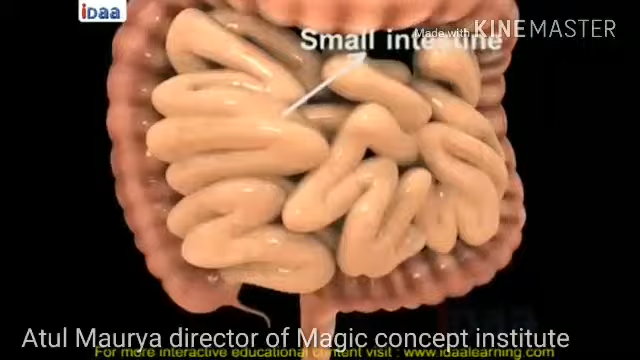 iDaa
Made with KINEMASTER
Small intestine
Atul Maurya director of Magic concept institute
For more interactive educational content visit : www.idaalearning.com